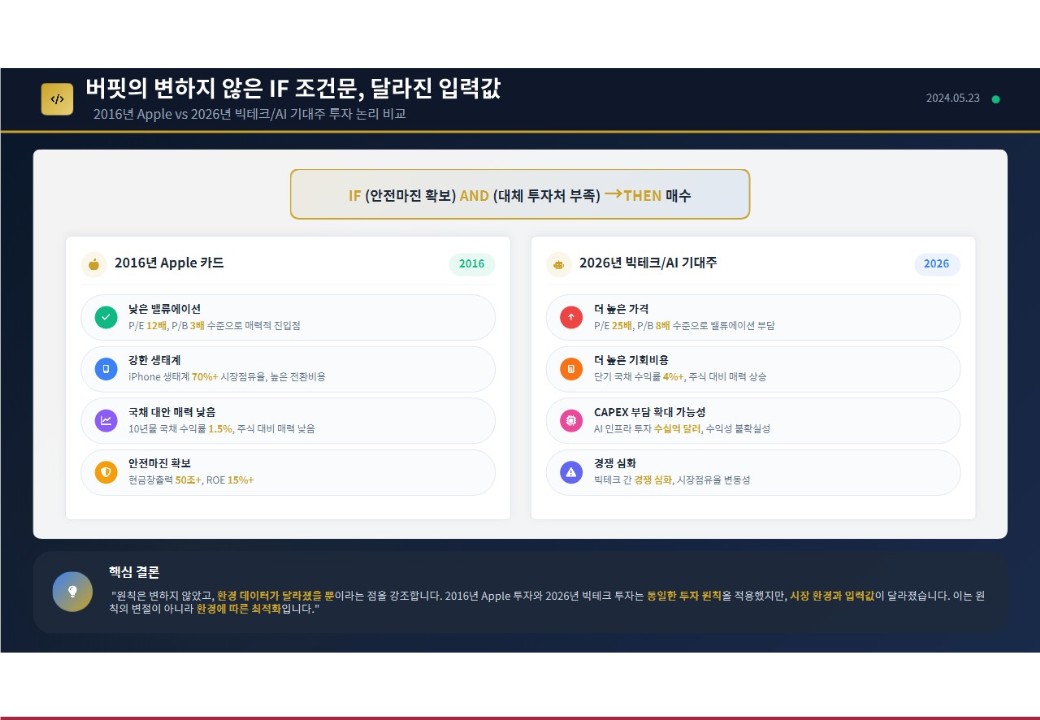 버핏의 변하지 않은 IF 조건문, 달라진 입력값
2016년 Apple vs 2026년 빅테크/AI 기대주 투자 논리 비교
2024.05.23
IF (안전마진 확보) AND (대체 투자처 부족) →THEN 매수
2016년 Apple 카드
2016
낮은 밸류에이션
P/E 12배, P/B 3배 수준으로 매력적 진입점
강한 생태계
iPhone 생태계 70%+ 시장점유율, 높은 전환비용
국채 대안 매력 낮음
10년물 국채 수익률 1.5%, 주식 대비 매력 낮음
안전마진 확보
현금창출력 50조+, ROE 15%+
2026년 빅테크/AI 기대주
2026
더 높은 가격
P/E 25배, P/B 8배 수준으로 밸류에이션 부담
더 높은 기회비용
단기 국채 수익률 4%+, 주식 대비 매력 상승
CAPEX 부담 확대 가능성
AI 인프라 투자 수십억 달러, 수익성 불확실성
경쟁 심화
빅테크 간 경쟁 심화, 시장점유율 변동성
핵심 결론
"원칙은 변하지 않았고, 환경 데이터가 달라졌을 뿐이라는 점을 강조합니다. 2016년 Apple 투자와 2026년 빅테크 투자는 동일한 투자 원칙을 적용했지만, 시장 환경과 입력값이 달라졌습니다. 이는 원
칙의 변절이 아니라 환경에 따른 최적화입니다."